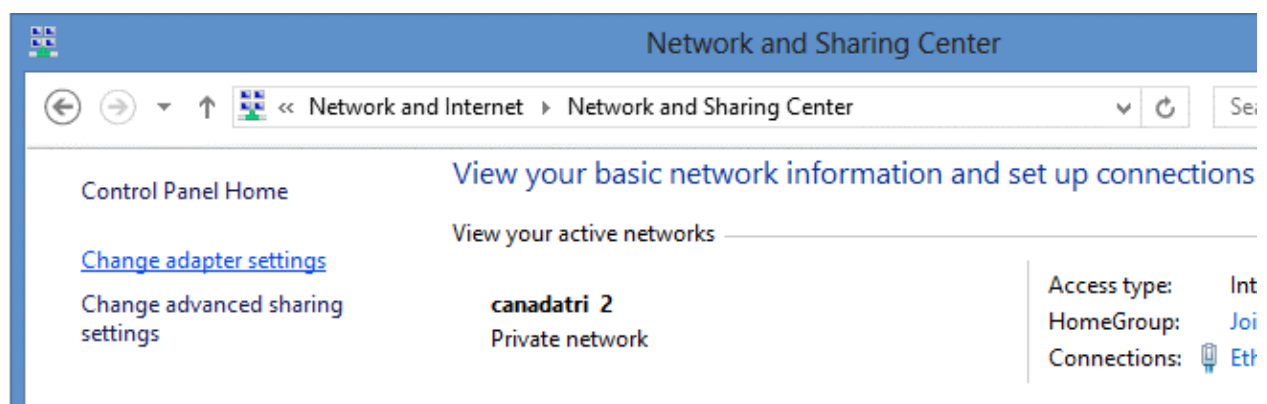 Network and Sharing Center
« Network and Internet ▸ Network and Sharing Center
Control Panel Home
View your basic network information and set up connections
View your active networks
Change adapter settings
Change advanced sharing
settings
canadatri 2
Private network
Access type:
HomeGroup:
Connections: